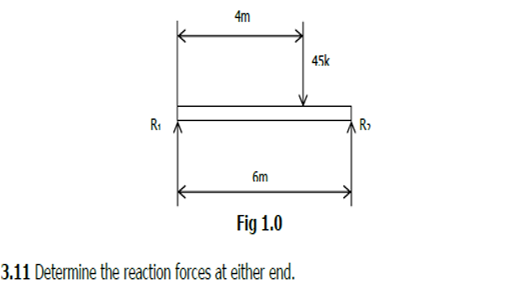 4m
45k
R₁
R₂
6m
Fig 1.0
3.11 Determine the reaction forces at either end.